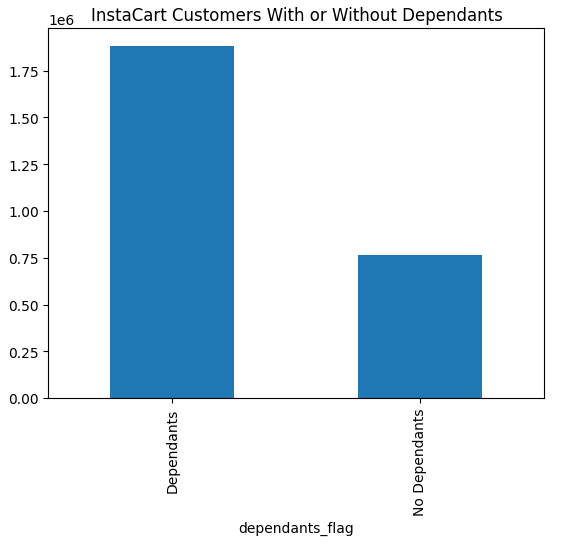 InstaCart Customers With or Without Dependants
1e6
1.75
1.50
1.25
1.00
0.75
0.50
0.25
0.00
Dependants
No Dependants
dependants_flag